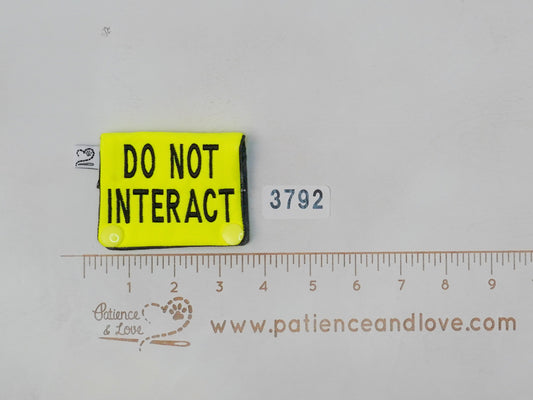 DO NOT
INTERACT
3792
1 2 3 4 5 6 7 8 9
Patience
& Love
www.patienceandlove.com